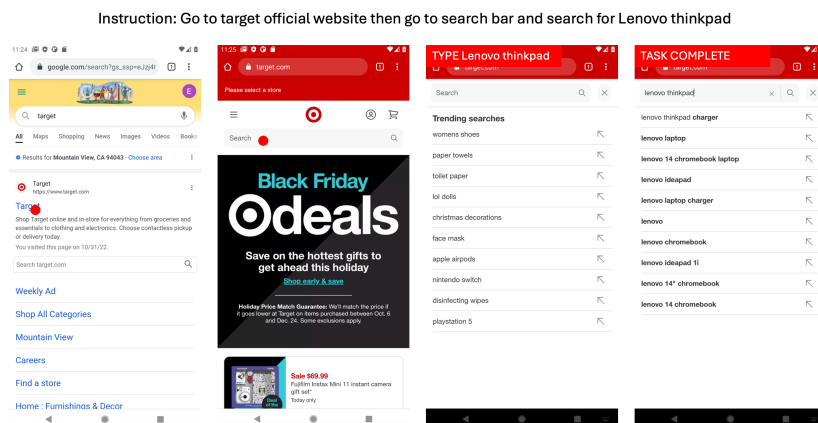 Instruction: Go to target official website then go to search bar and search for Lenovo thinkpad
11:24
google.com/search?gs_ssp=eJzj4t
1
E
target
All Maps Shopping News Images Videos Books
Results for Mountain View, CA 94043 · Choose area
Target
https://www.target.com
Target
Shop Target online and in-store for everything from groceries and
essentials to clothing and electronics. Choose contactless pickup
or delivery today.
You visited this page on 10/31/22.
Search target.com
Weekly Ad
Shop All Categories
Mountain View
Careers
Find a store
Home : Furnishings & Decor
11:25
target.com
1
Please select a store
Search
Black Friday
deals
Save on the hottest gifts to
get ahead this holiday
Shop early & save
Holiday Price Match Guarantee: We'll match the price if
it goes lower at Target on items purchased between Oct. 6
and Dec. 24. Some exclusions apply.
Deal
of the
Sale $69.99
Fujifilm Instax Mini 11 instant camera
gift set*
Today only.
TYPE Lenovo thinkpad
target.com
1
Search
Trending searches
womens shoes
paper towels
toilet paper
lol dolls
christmas decorations
face mask
apple airpods
nintendo switch
disinfecting wipes
playstation 5
TASK COMPLETE
target.com
1
lenovo thinkpad
lenovo thinkpad charger
lenovo laptop
lenovo 14 chromebook laptop
lenovo ideapad
lenovo laptop charger
lenovo
lenovo chromebook
lenovo ideapad 1i
lenovo 14" chromebook
lenovo 14 chromebook